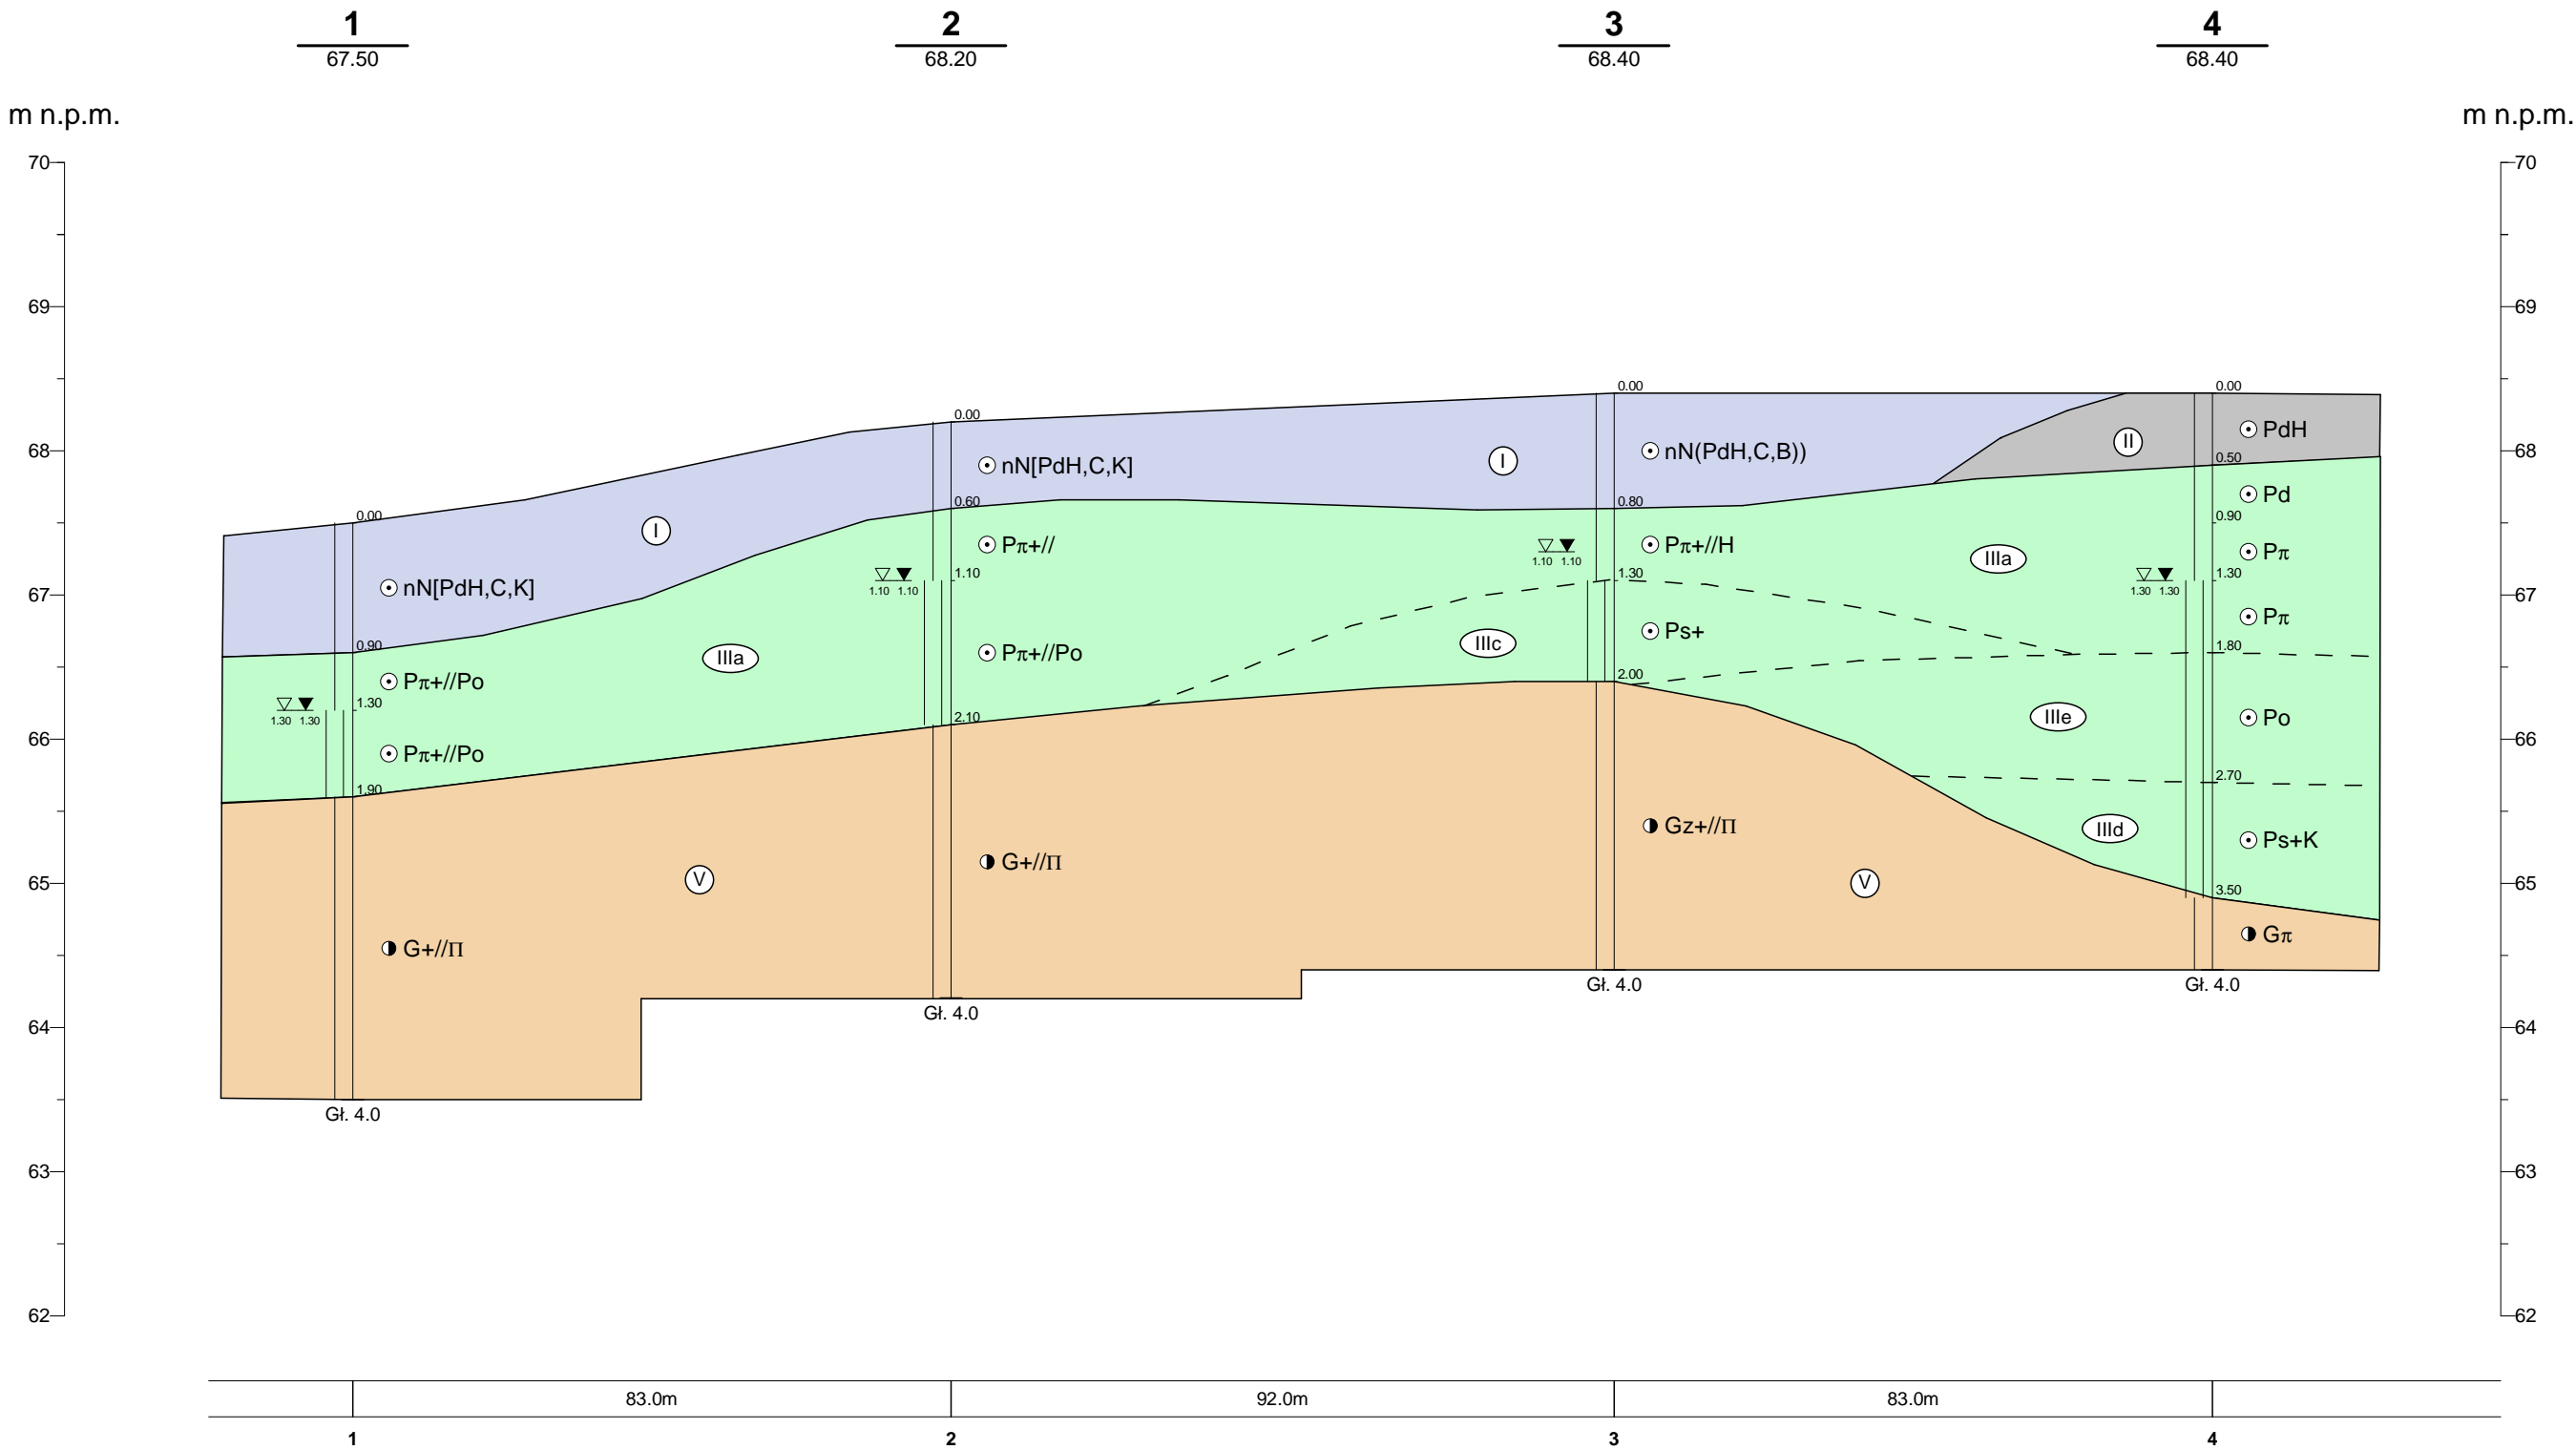 1 2 3 4
67.50 68.20 68.40 68.40
m n.p.m. m n.p.m.
70 70
69 69
0.00 0.00
0.00
PdH
II
68 nN[PdH,C,K] I nN(PdH,C,B)) 68
0.50
Pd
0.00 0.60 0.80 0.90
I
Pπ+// Pπ+//H Pπ
IIIa
1.10 1.30 1.30
1.10 1.10 1.10 1.10 1.30 1.30
67 nN[PdH,C,K] 67
Pπ
Ps+
IIIc
0.90 IIIa Pπ+//Po 1.80
Pπ+//Po 2.00
1.30
1.30 1.30 2.10 IIIe Po
66 66
Pπ+//Po
1.90 2.70
Gz+//Π IIId
Ps+K
65 V G+//Π V 65
3.50
G+//Π Gπ
Gł. 4.0 Gł. 4.0
Gł. 4.0
64 64
Gł. 4.0
63 63
62 62
83.0m 92.0m 83.0m
1 2 3 4